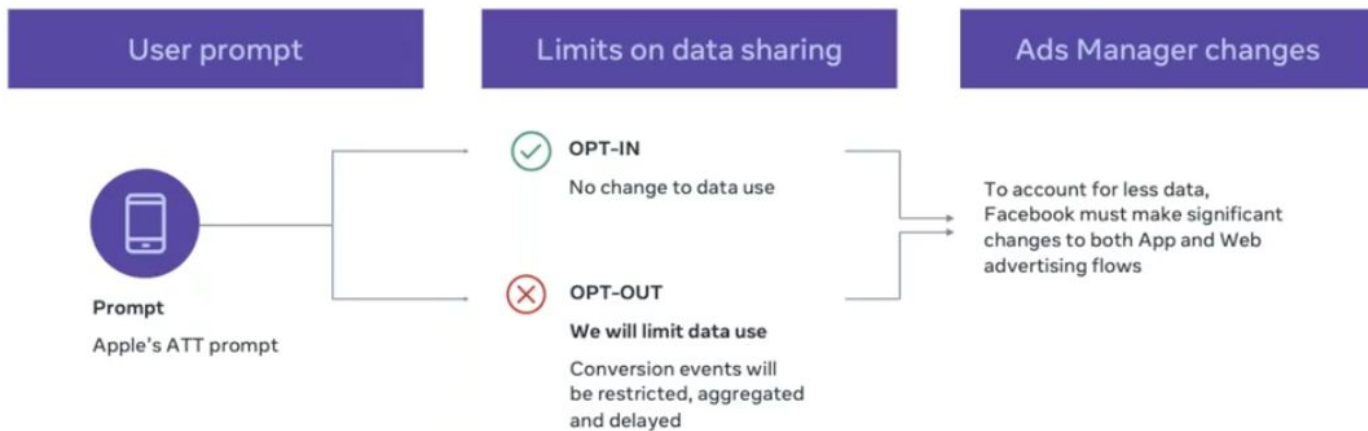 User prompt
Limits on data sharing
Ads Manager changes
Prompt
Apple's ATT prompt
OPT-IN
No change to data use
OPT-OUT
We will limit data use
Conversion events will
be restricted, aggregated
and delayed
To account for less data,
Facebook must make significant
changes to both App and Web
advertising flows